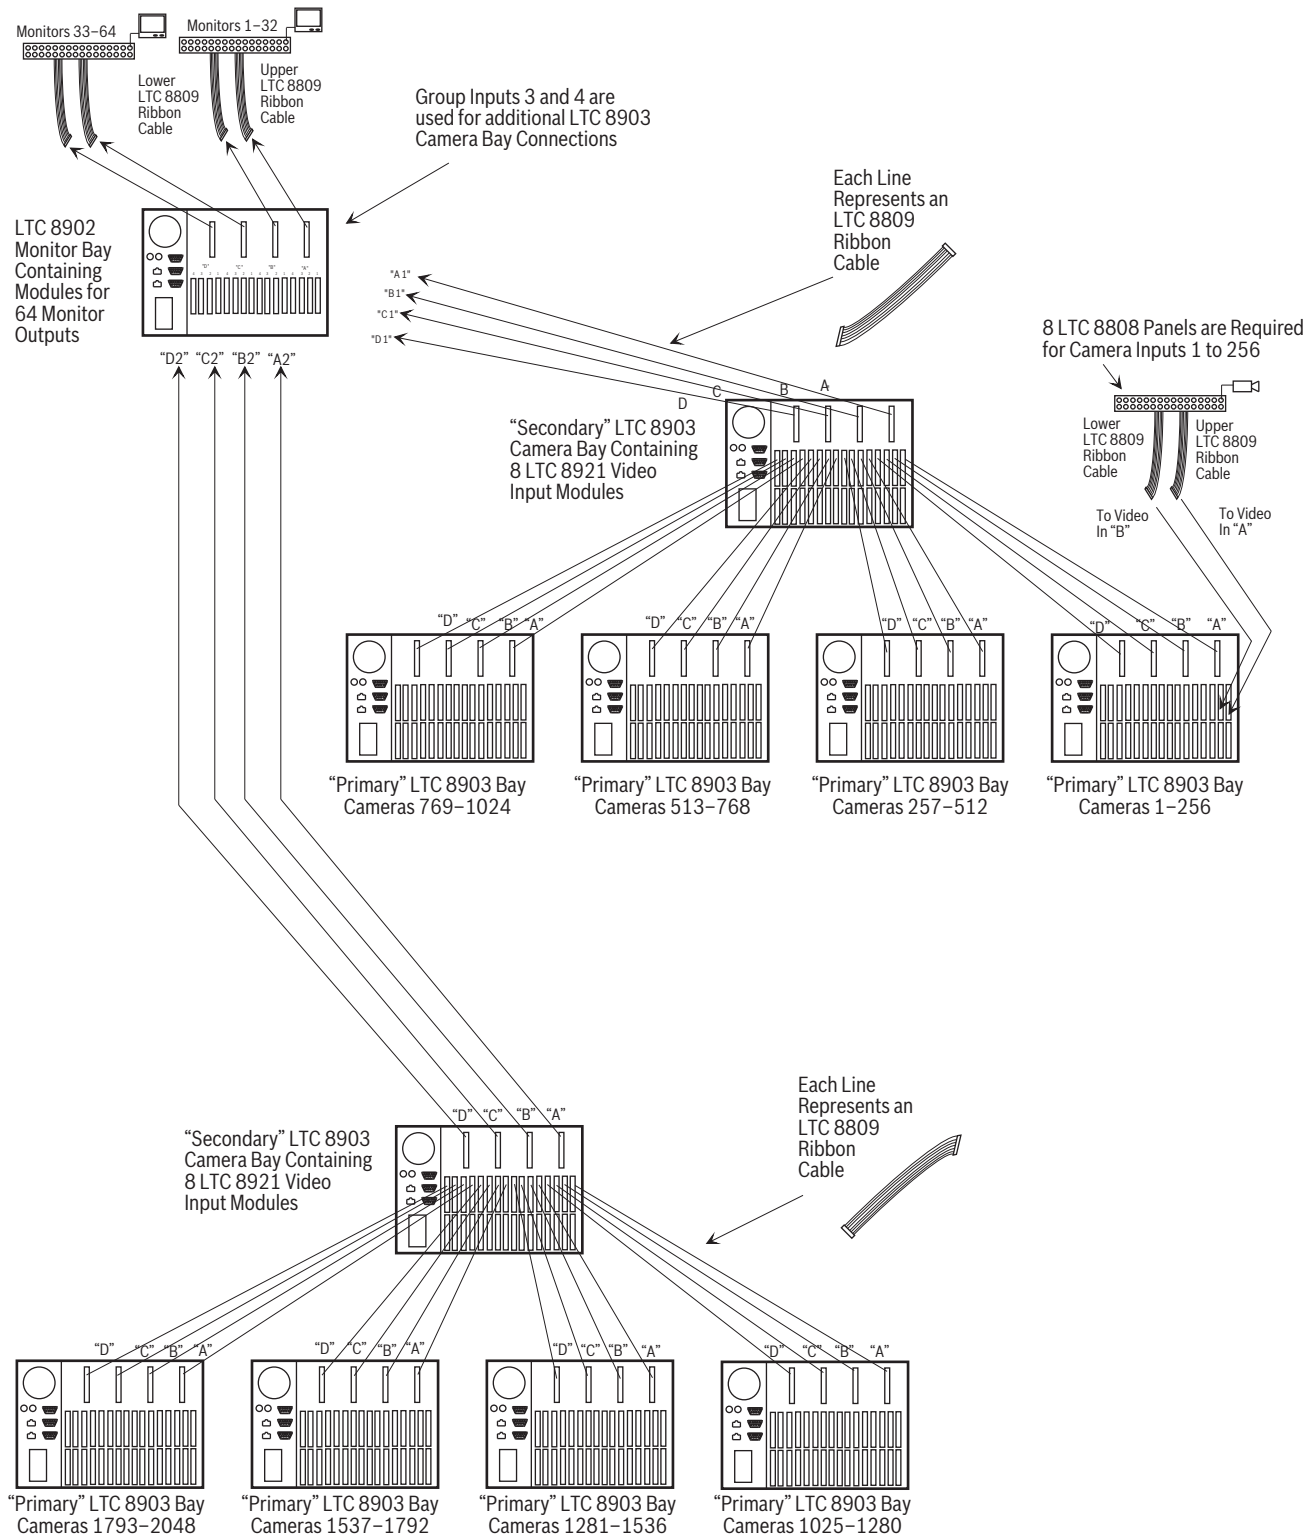 Monitors 33–64
Monitors 1–32
Lower
LTC 8809
Ribbon
Cable
Upper
LTC 8809
Ribbon
Cable
Group Inputs 3 and 4 are
used for additional LTC 8903
Camera Bay Connections
Each Line
Represents an
LTC 8809
Ribbon
Cable
LTC 8902
Monitor Bay
Containing
Modules for
64 Monitor
Outputs
"D" "C" "B" "A"
"A 1"
"B 1"
"C 1"
"D 1"
"D2" "C2" "B2" "A2"
8 LTC 8808 Panels are Required
for Camera Inputs 1 to 256
Lower
LTC 8809
Ribbon
Cable
Upper
LTC 8809
Ribbon
Cable
To Video
In "B"
To Video
In "A"
D C B A
"Secondary" LTC 8903
Camera Bay Containing
8 LTC 8921 Video
Input Modules
"D" "C" "B" "A"
"D" "C" "B" "A"
"D" "C" "B" "A"
"D" "C" "B" "A"
"Primary" LTC 8903 Bay
Cameras 769–1024
"Primary" LTC 8903 Bay
Cameras 513–768
"Primary" LTC 8903 Bay
Cameras 257–512
"Primary" LTC 8903 Bay
Cameras 1–256
Each Line
Represents an
LTC 8809
Ribbon
Cable
"D" "C" "B" "A"
"Secondary" LTC 8903
Camera Bay Containing
8 LTC 8921 Video
Input Modules
"D" "C" "B" "A"
"D" "C" "B" "A"
"D" "C" "B" "A"
"D" "C" "B" "A"
"Primary" LTC 8903 Bay
Cameras 1793–2048
"Primary" LTC 8903 Bay
Cameras 1537–1792
"Primary" LTC 8903 Bay
Cameras 1281–1536
"Primary" LTC 8903 Bay
Cameras 1025–1280